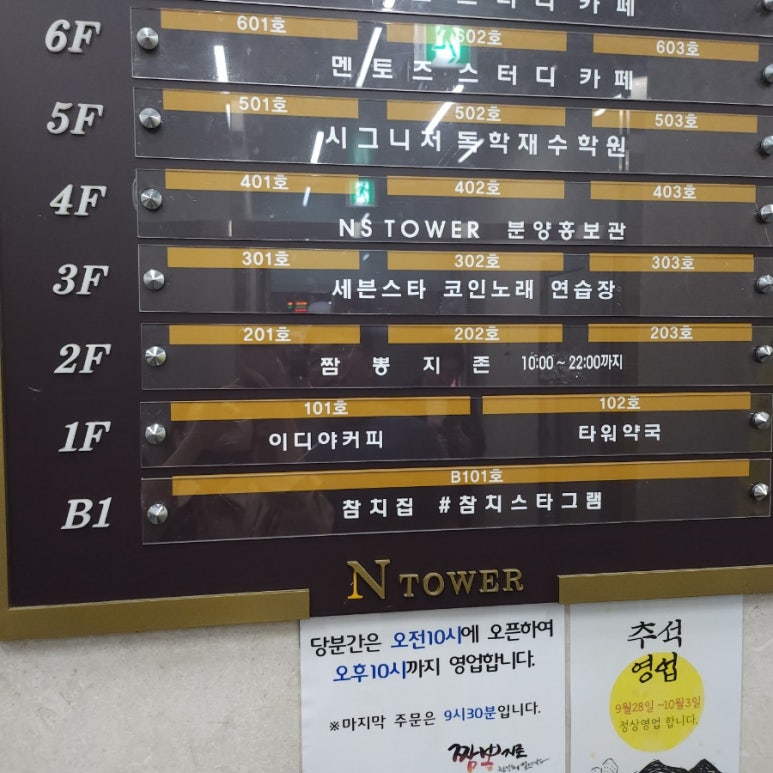 스터디카페
6F
601호 602호 603호
멘토즈 스터디 카페
5F
501호 502호 503호
시그니처 독학재수학원
4F
401호 402호 403호
NS TOWER 분양홍보관
3F
301호 302호 303호
세븐스타 코인노래 연습장
2F
201호 202호 203호
짬뽕지존 10:00 ~ 22:00까지
1F
101호 102호
이디야커피 타워약국
B1
B101호
참치집 #참치스타그램
N TOWER
당분간은 오전10시에 오픈하여
오후10시까지 영업합니다.
※마지막 주문은 9시30분입니다.
짬뽕지존
추석
영업
9월28일 ~10월3일
정상영업 합니다.